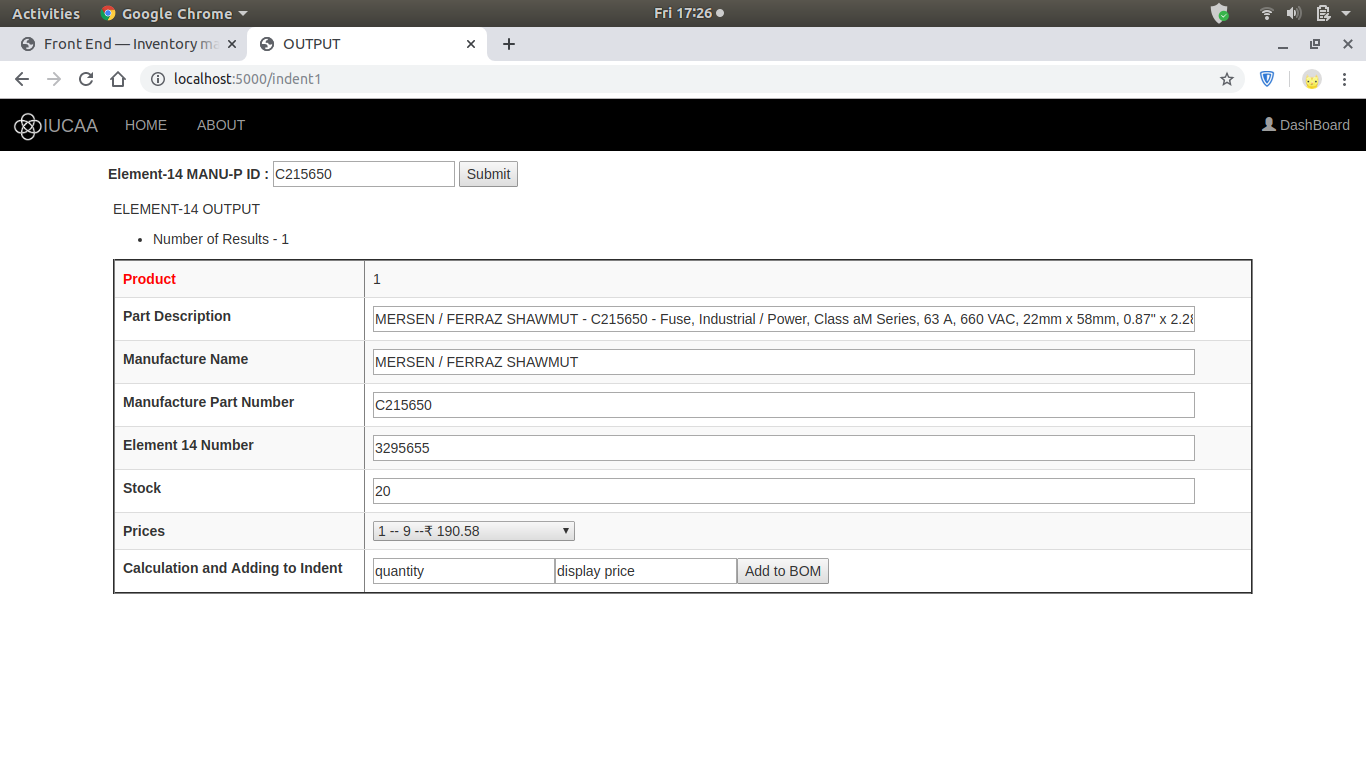 Activities Google Chrome Fri 17:26
Front End — Inventory ma OUTPUT
localhost:5000/indent1
IUCAA HOME ABOUT DashBoard
Element-14 MANU-P ID : C215650 Submit
ELEMENT-14 OUTPUT
• Number of Results - 1
Product 1
Part Description MERSEN / FERRAZ SHAWMUT - C215650 - Fuse, Industrial / Power, Class aM Series, 63 A, 660 VAC, 22mm x 58mm, 0.87" x 2.28
Manufacture Name MERSEN / FERRAZ SHAWMUT
Manufacture Part Number C215650
Element 14 Number 3295655
Stock 20
Prices 1 -- 9 --₹ 190.58
Calculation and Adding to Indent quantity display price Add to BOM